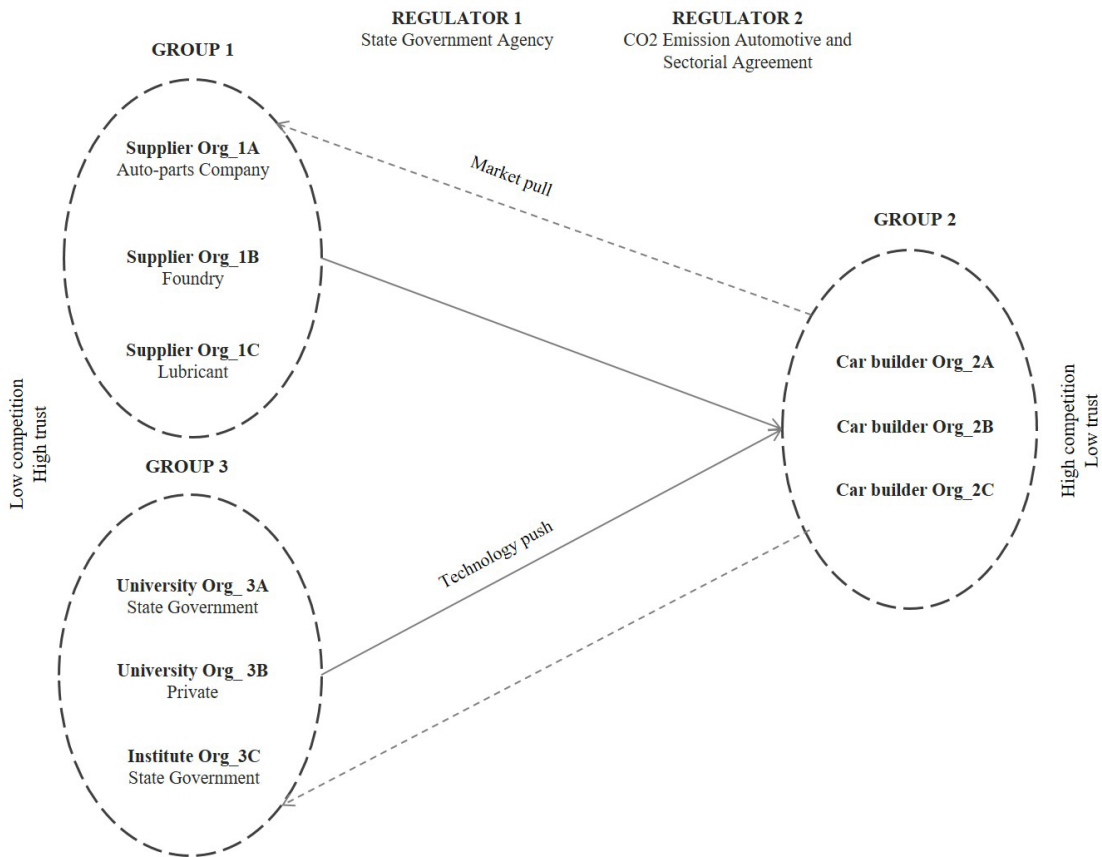 REGULATOR 1
State Government Agency
REGULATOR 2
CO2 Emission Automotive and
Sectorial Agreement
GROUP 1
Supplier Org_1A
Auto-parts Company
Supplier Org_1B
Foundry
Supplier Org_1C
Lubricant
Market pull
GROUP 2
Car builder Org_2A
Car builder Org_2B
Car builder Org_2C
High competition
Low trust
Low competition
High trust
GROUP 3
University Org_ 3A
State Government
University Org_ 3B
Private
Institute Org_3C
State Government
Technology push